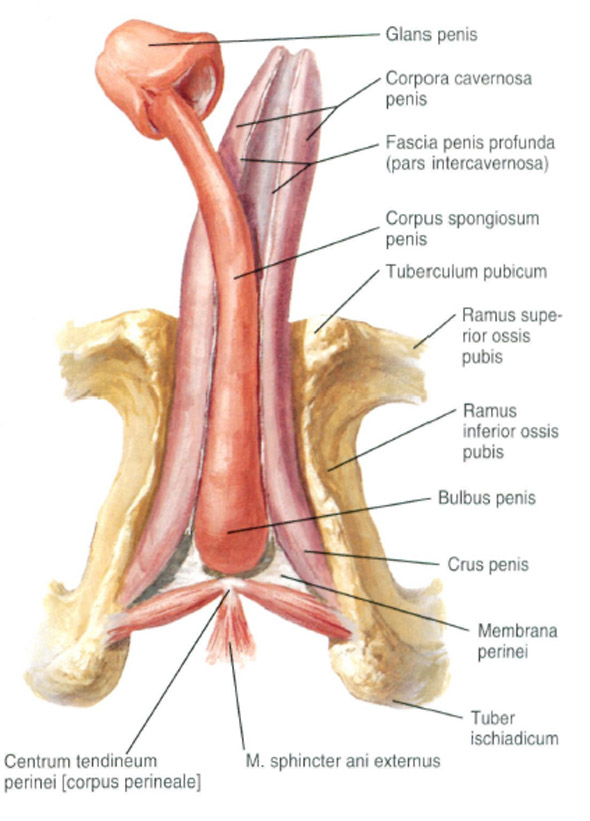 Glans penis
Corpora cavernosa
penis
Fascia penis profunda
(pars intercavernosa)
Corpus spongiosum
penis
Tuberculum pubicum
Ramus supe-
rior ossis
pubis
Ramus
inferior ossis
pubis
Bulbus penis
Crus penis
Membrana
perinei
Tuber
ischiadicum
M. sphincter ani externus
Centrum tendineum
perinei [corpus perineale]